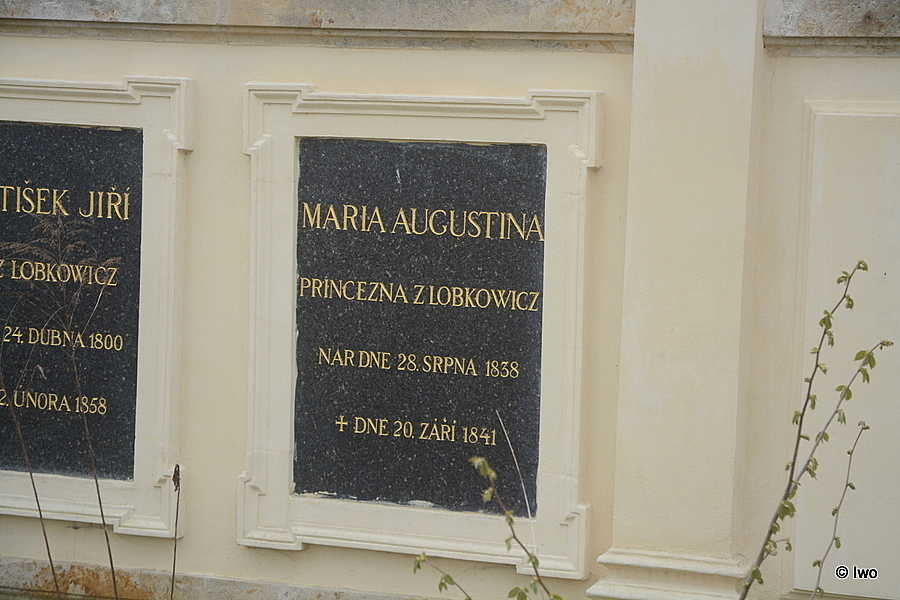 TIŠEK JIŘÍ
Z LOBKOWICZ
24. DUBNA 1800
2. ÚNORA 1858
MARIA AUGUSTINA
PRINCEZNA Z LOBKOWICZ
NAR DNE 28. SRPNA 1838
+ DNE 20. ZÁŘÍ 1841
© Iwo